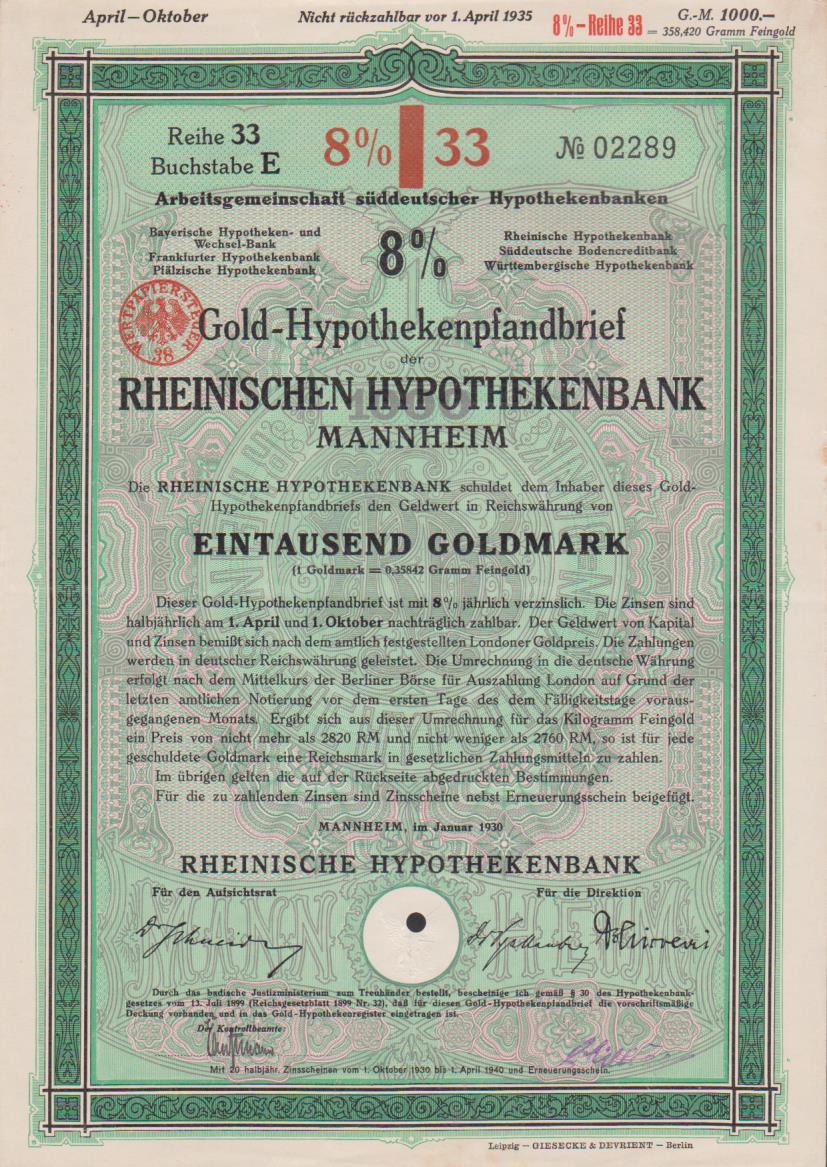 April – Oktober
Nicht rückzahlbar vor 1. April 1935
8% – Reihe 33
G.-M. 1000.—
= 358,420 Gramm Feingold
Reihe 33
Buchstabe E
8% 33
№ 02289
Arbeitsgemeinschaft süddeutscher Hypothekenbanken
Bayerische Hypotheken- und
Wechsel-Bank
Frankfurter Hypothekenbank
Pfälzische Hypothekenbank
8%
Rheinische Hypothekenbank
Süddeutsche Bodencreditbank
Württembergische Hypothekenbank
WERTPAPIERSTEUER
38
Gold-Hypothekenpfandbrief
der
1000
RHEINISCHEN HYPOTHEKENBANK
MANNHEIM
Die RHEINISCHE HYPOTHEKENBANK schuldet dem Inhaber dieses Gold-
Hypothekenpfandbriefs den Geldwert in Reichswährung von
EINTAUSEND GOLDMARK
(1 Goldmark = 0,35842 Gramm Feingold)
Dieser Gold-Hypothekenpfandbrief ist mit 8% jährlich verzinslich. Die Zinsen sind
halbjährlich am 1. April und 1. Oktober nachträglich zahlbar. Der Geldwert von Kapital
und Zinsen bemißt sich nach dem amtlich festgestellten Londoner Goldpreis. Die Zahlungen
werden in deutscher Reichswährung geleistet. Die Umrechnung in die deutsche Währung
erfolgt nach dem Mittelkurs der Berliner Börse für Auszahlung London auf Grund der
letzten amtlichen Notierung vor dem ersten Tage des dem Fälligkeitstage voraus-
gegangenen Monats. Ergibt sich aus dieser Umrechnung für das Kilogramm Feingold
ein Preis von nicht mehr als 2820 RM und nicht weniger als 2760 RM, so ist für jede
geschuldete Goldmark eine Reichsmark in gesetzlichen Zahlungsmitteln zu zahlen.
Im übrigen gelten die auf der Rückseite abgedruckten Bestimmungen.
Für die zu zahlenden Zinsen sind Zinsscheine nebst Erneuerungsschein beigefügt.
MANNHEIM, im Januar 1930
RHEINISCHE HYPOTHEKENBANK
Für den Aufsichtsrat
Für die Direktion
MANNHEIM
Durch das badische Justizministerium zum Treuhänder bestellt, bescheinige ich gemäß § 30 des Hypothekenbank-
gesetzes vom 13. Juli 1899 (Reichsgesetzblatt 1899 Nr. 32), daß für diesen Gold-Hypothekenpfandbrief die vorschriftsmäßige
Deckung vorhanden und in das Gold-Hypothekenregister eingetragen ist.
Der Kontrollbeamte:
Mit 20 halbjähr. Zinsscheinen vom 1. Oktober 1930 bis 1. April 1940 und Erneuerungsschein.
Leipzig – GIESECKE & DEVRIENT – Berlin